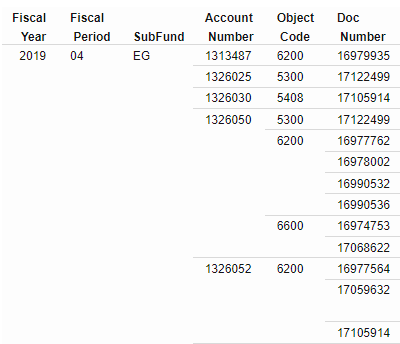 Fiscal Fiscal Account Object Doc
Year Period SubFund Number Code Number
2019 04 EG 1313487 6200 16979935
1326025 5300 17122499
1326030 5408 17105914
1326050 5300 17122499
6200 16977762
16978002
16990532
16990536
6600 16974753
17068622
1326052 6200 16977564
17059632
17105914